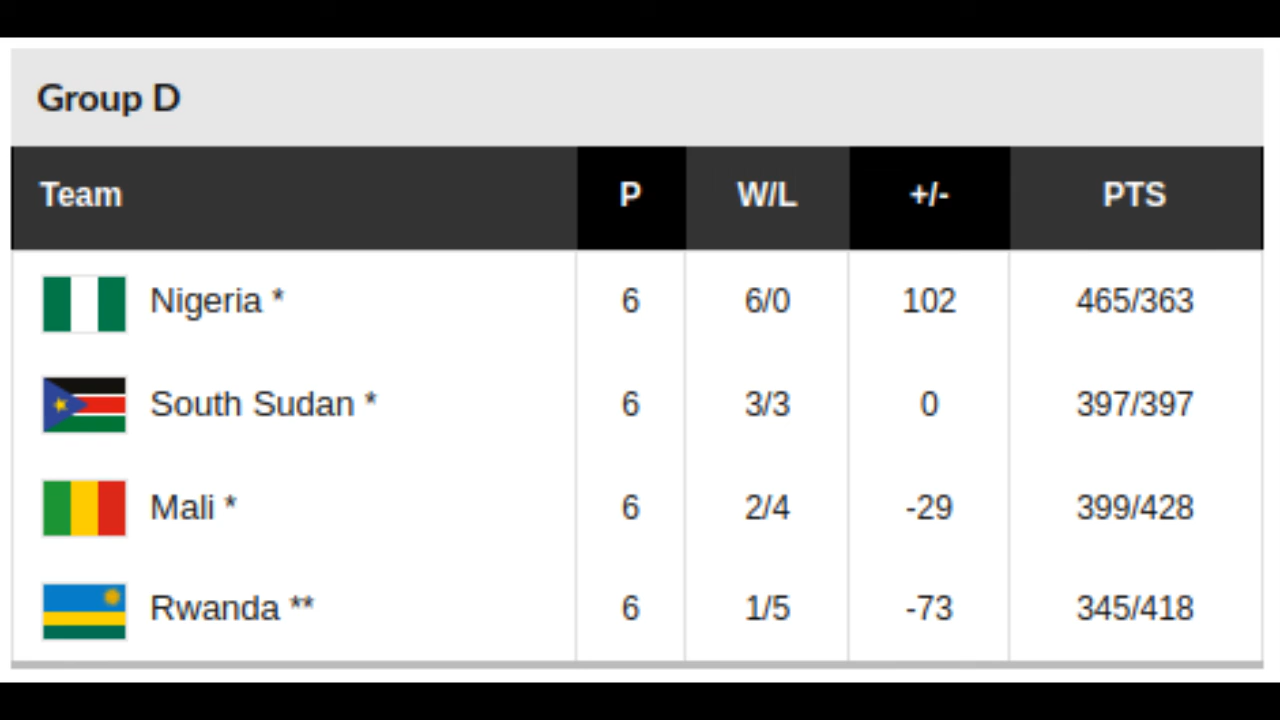 Group D
Team P W/L +/- PTS
Nigeria * 6 6/0 102 465/363
South Sudan * 6 3/3 0 397/397
Mali * 6 2/4 -29 399/428
Rwanda ** 6 1/5 -73 345/418